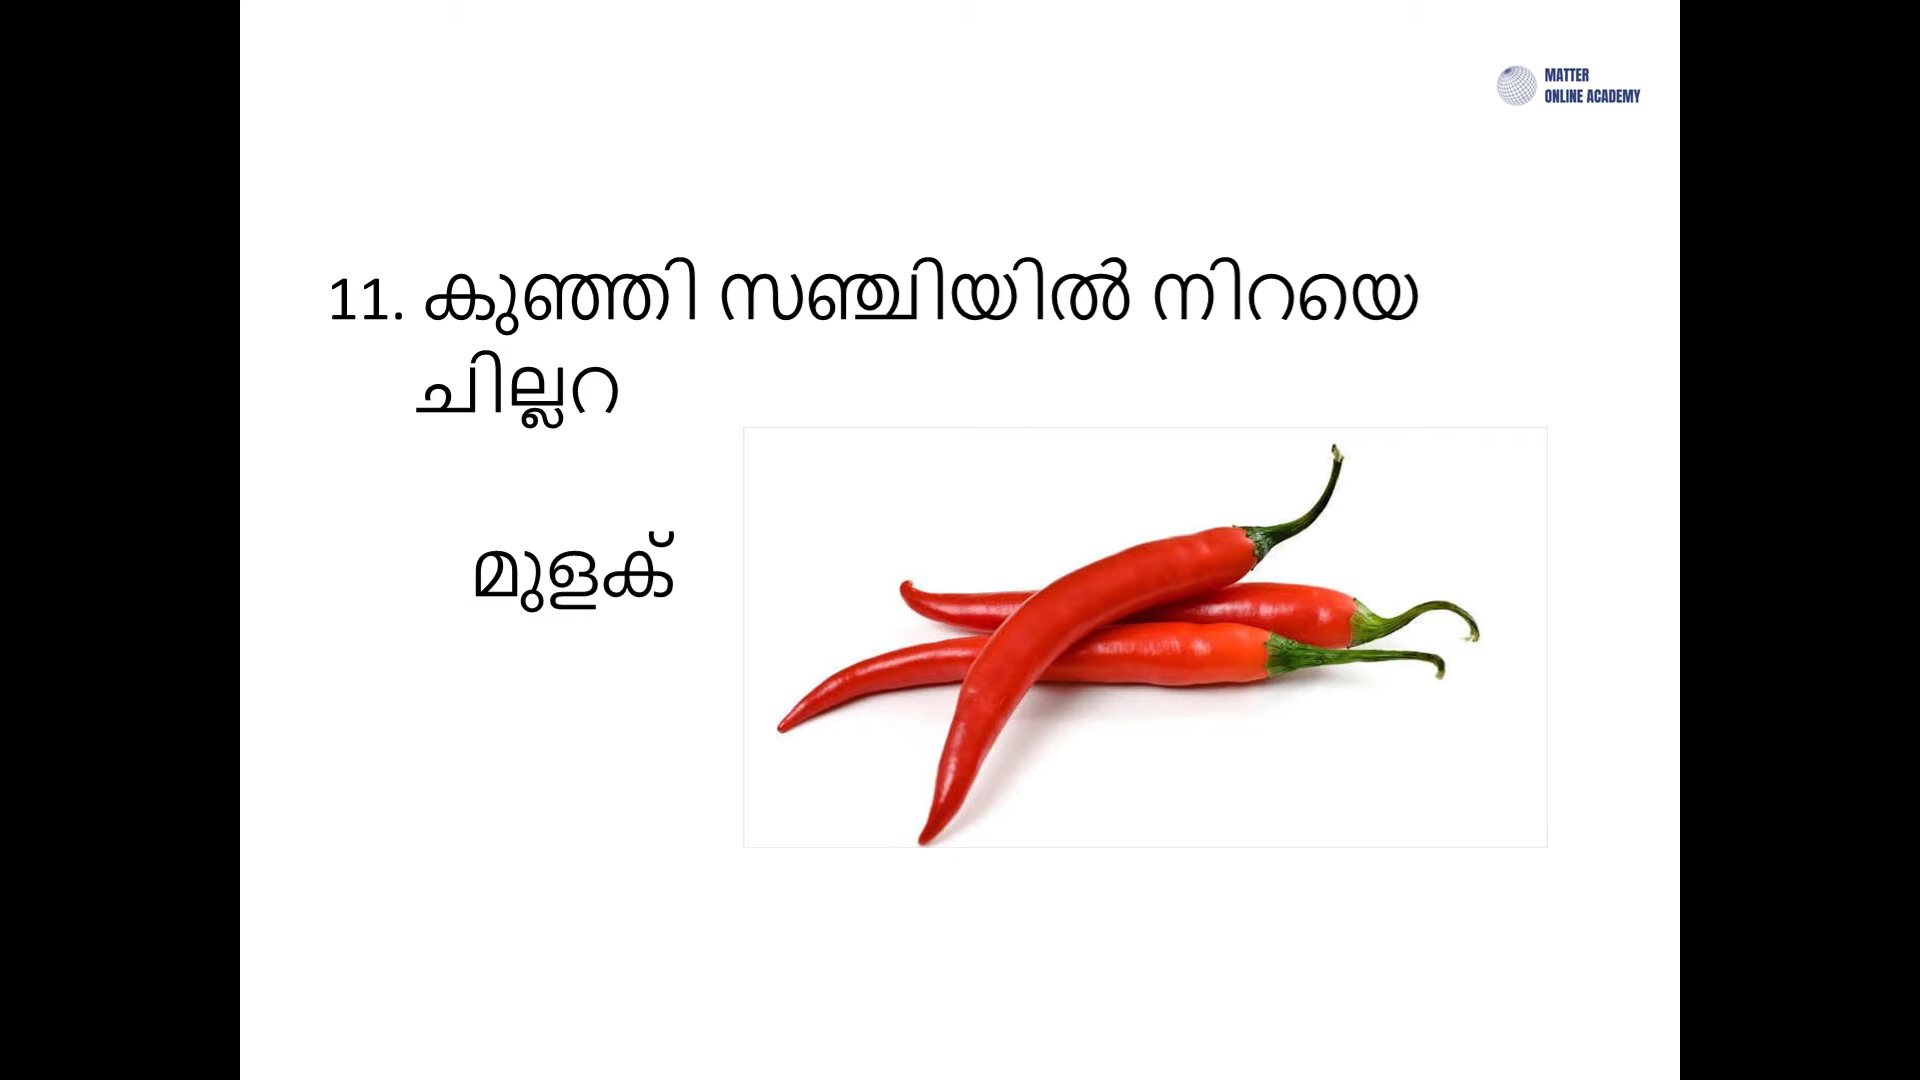 MATTER
ONLINE ACADEMY
11. കുഞ്ഞി സഞ്ചിയിൽ നിറയെ
ചില്ലറ
മുളക്